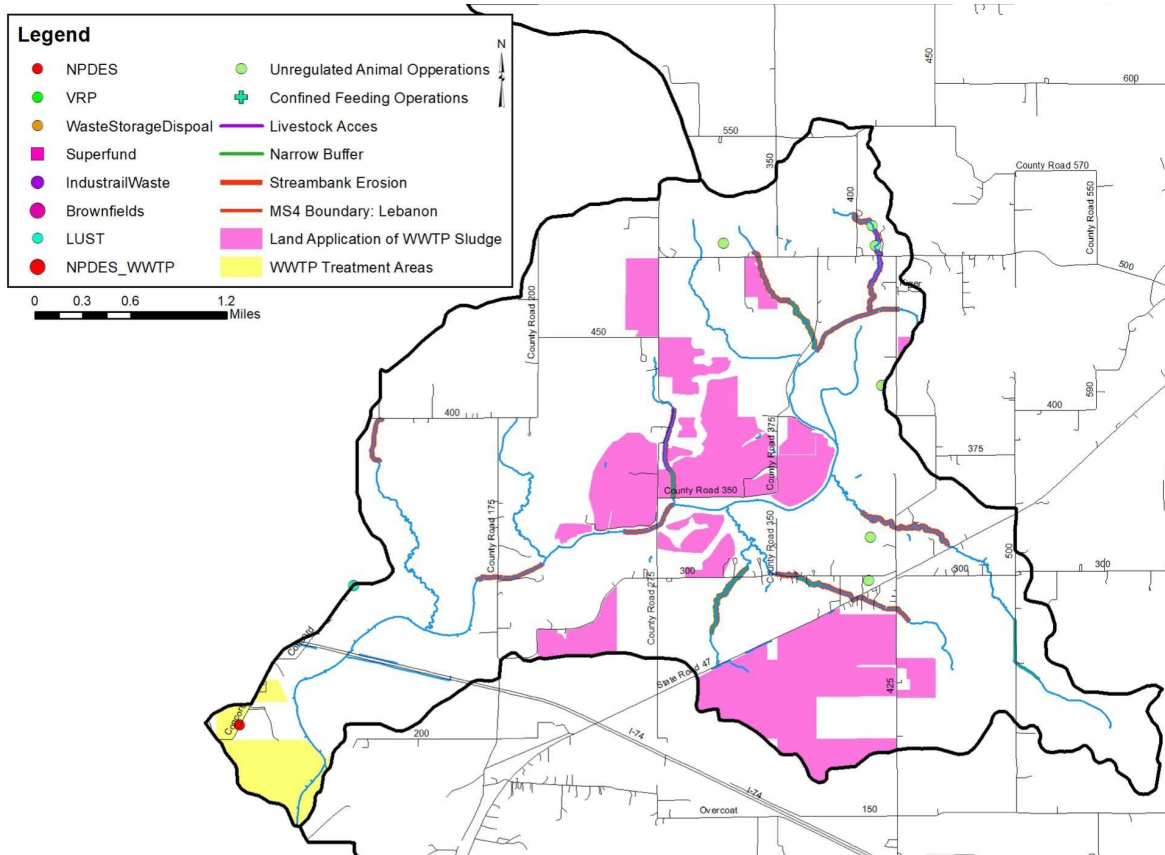 Legend
N
NPDES
VRP
WasteStorageDispoal
Superfund
IndustrailWaste
Brownfields
LUST
NPDES_WWTP
Unregulated Animal Opperations
Confined Feeding Operations
Livestock Acces
Narrow Buffer
Streambank Erosion
MS4 Boundary: Lebanon
Land Application of WWTP Sludge
WWTP Treatment Areas
0 0.3 0.6 1.2
Miles
450
600
550
350
County Road 570
400
County Road 550
500
County Road 200
450
590
400
400
County Road 375
375
County Road 350
County Road 175
County Road 350
500
300
300
300
County Road 275
Concord
State Road 47
425
Concord
200
I-74
I-74
Overcoat
150